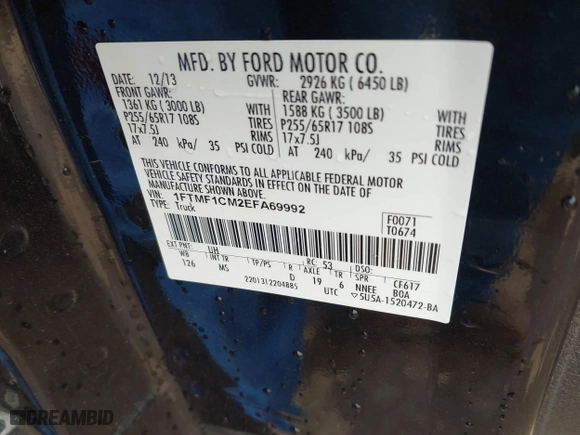 MFD. BY FORD MOTOR CO.
DATE: 12/13 GVWR: 2926 KG ( 6450 LB)
FRONT GAWR: REAR GAWR:
1361 KG ( 3000 LB) WITH 1588 KG ( 3500 LB) WITH
P255/65R17 108S TIRES P255/65R17 108S TIRES
17x7.5J RIMS 17x7.5J RIMS
AT 240 kPa/ 35 PSI COLD AT 240 kPa/ 35 PSI COLD
THIS VEHICLE CONFORMS TO ALL APPLICABLE FEDERAL MOTOR
VEHICLE SAFETY STANDARDS IN EFFECT ON THE DATE OF
MANUFACTURE SHOWN ABOVE.
VIN: 1FTMF1CM2EFA69992
TYPE: Truck
F0071
T0674
EXT PNT: UH RC: 53 DSO:
WB MS TP/PS R A TR SPR
126 D 19 6 NNEE
CF617
BOA
2201312204885 UTC 5U5A-1520472-BA
DREAMBID